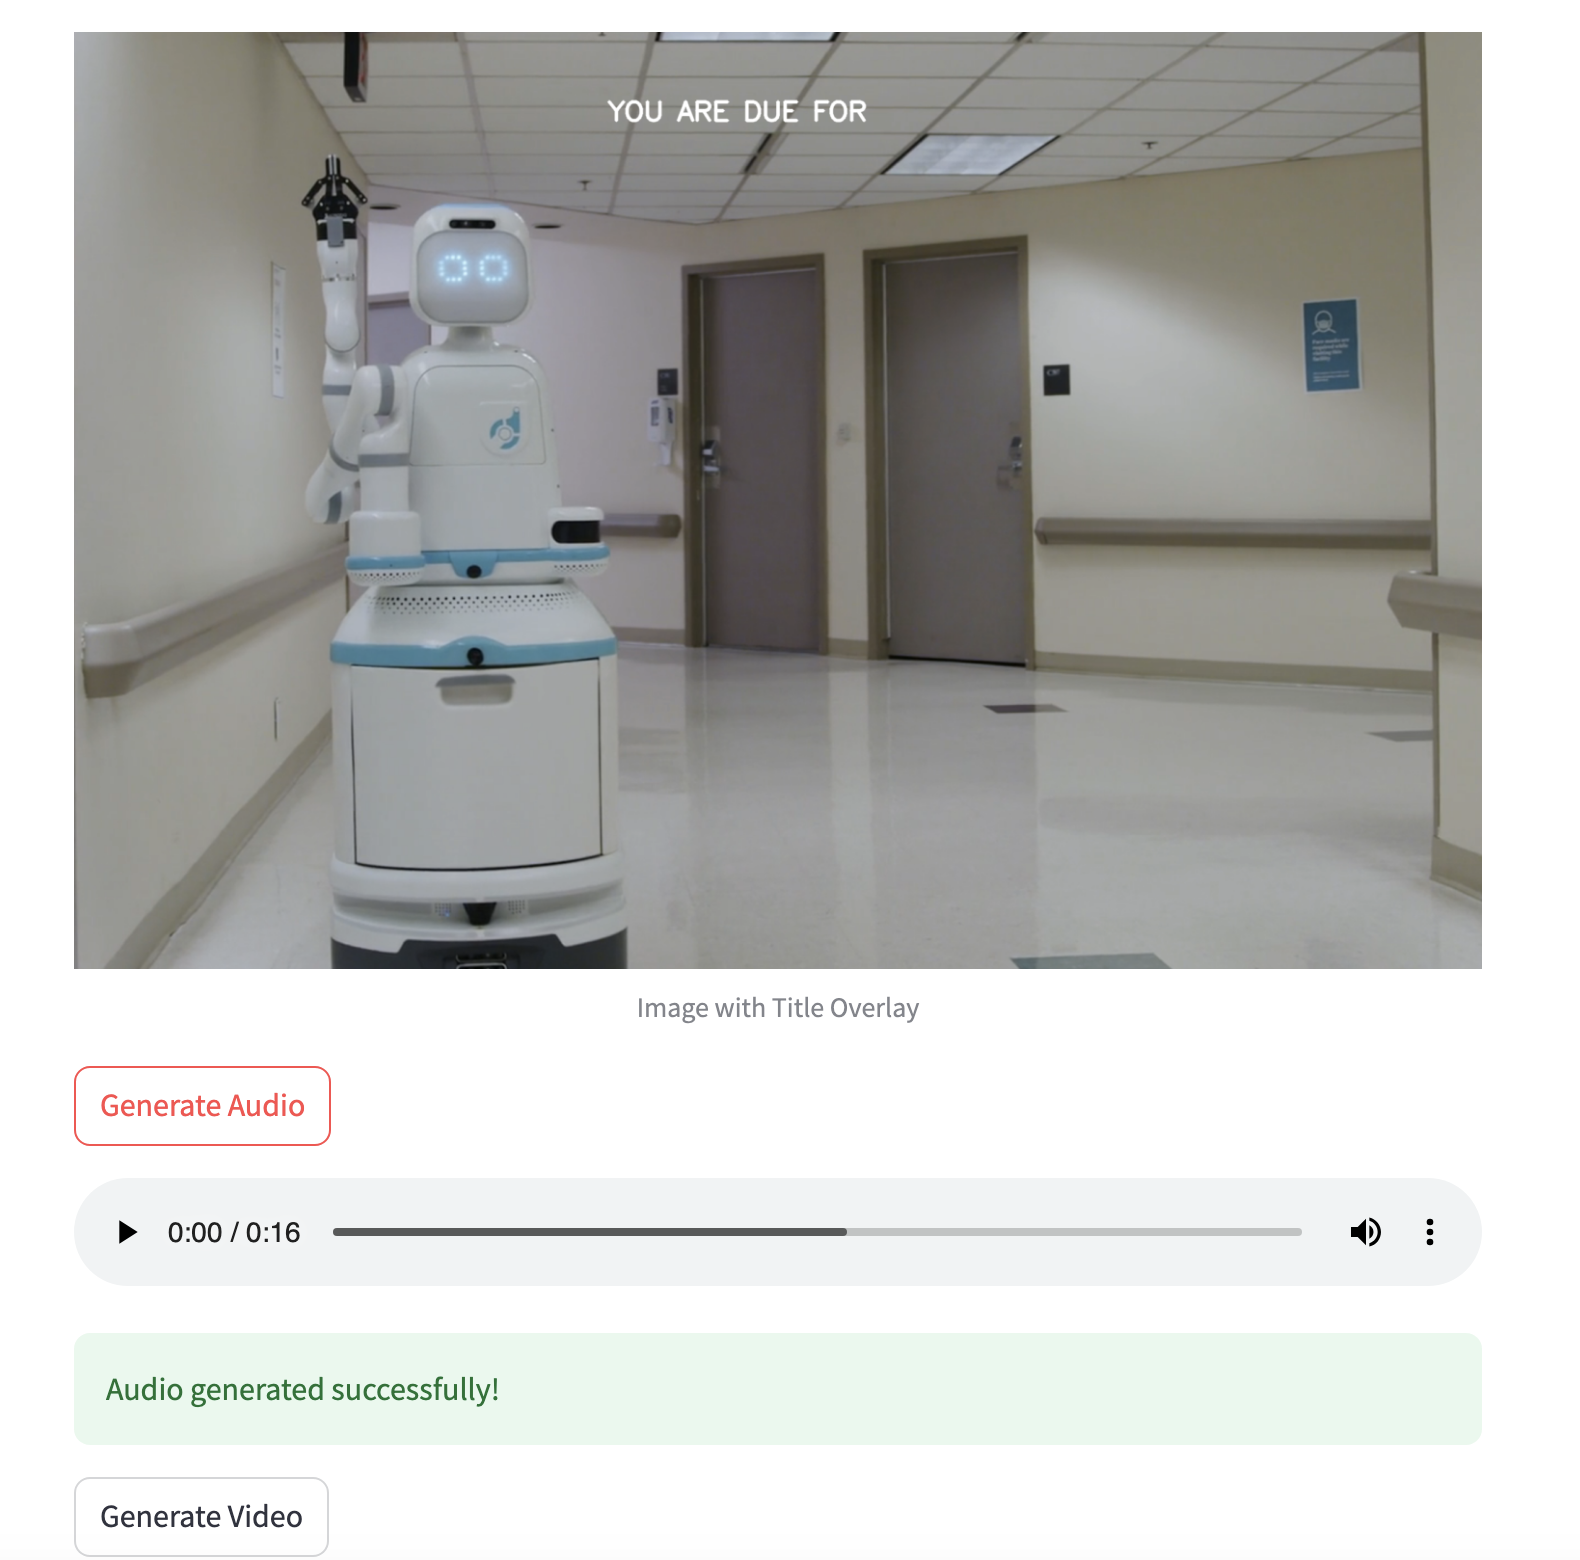 YOU ARE DUE FOR
Image with Title Overlay
Generate Audio
0:00 / 0:16
Audio generated successfully!
Generate Video